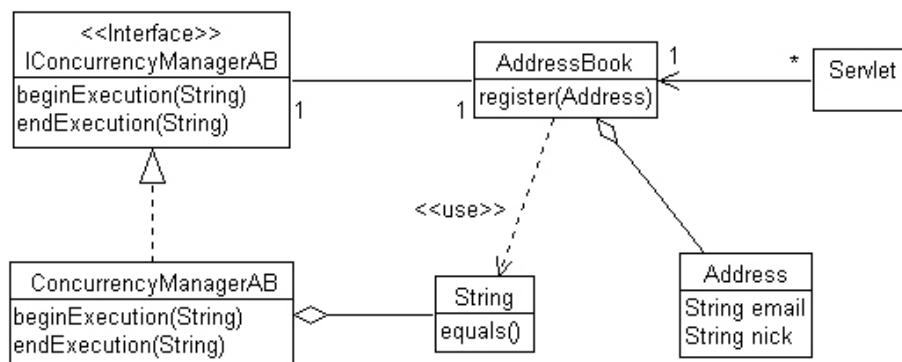 <<Interface>>
IConcurrencyManagerAB
beginExecution(String)
endExecution(String)
1
1
AddressBook
register(Address)
1
*
Servlet
<<use>>
ConcurrencyManagerAB
beginExecution(String)
endExecution(String)
String
equals()
Address
String email
String nick